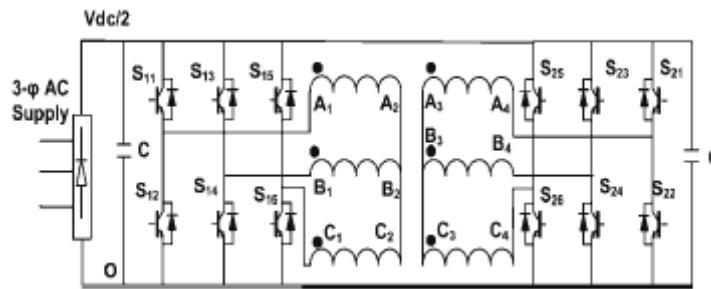 Vdc/2
S11 S13 S15 S25 S23 S21
3-φ AC
Supply
A1 A2 A3 A4
B3
C
B1 B2 B4
S12 S14 S16 S26 S24 S22
C1 C2 C3 C4
O